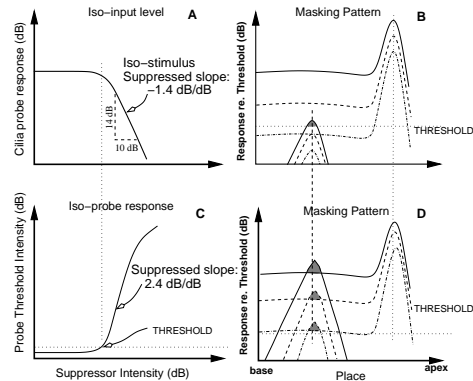 Iso−input level
A
Cilia probe response (dB)
Iso−stimulus
Suppressed slope:
−1.4 dB/dB
14 dB
10 dB
Masking Pattern
B
Response re. Threshold (dB)
THRESHOLD
Iso−probe response
C
Probe Threshold Intensity (dB)
Suppressed slope:
2.4 dB/dB
THRESHOLD
Suppressor Intensity (dB)
Masking Pattern
D
Response re. Threshold (dB)
THRESHOLD
base
Place
apex